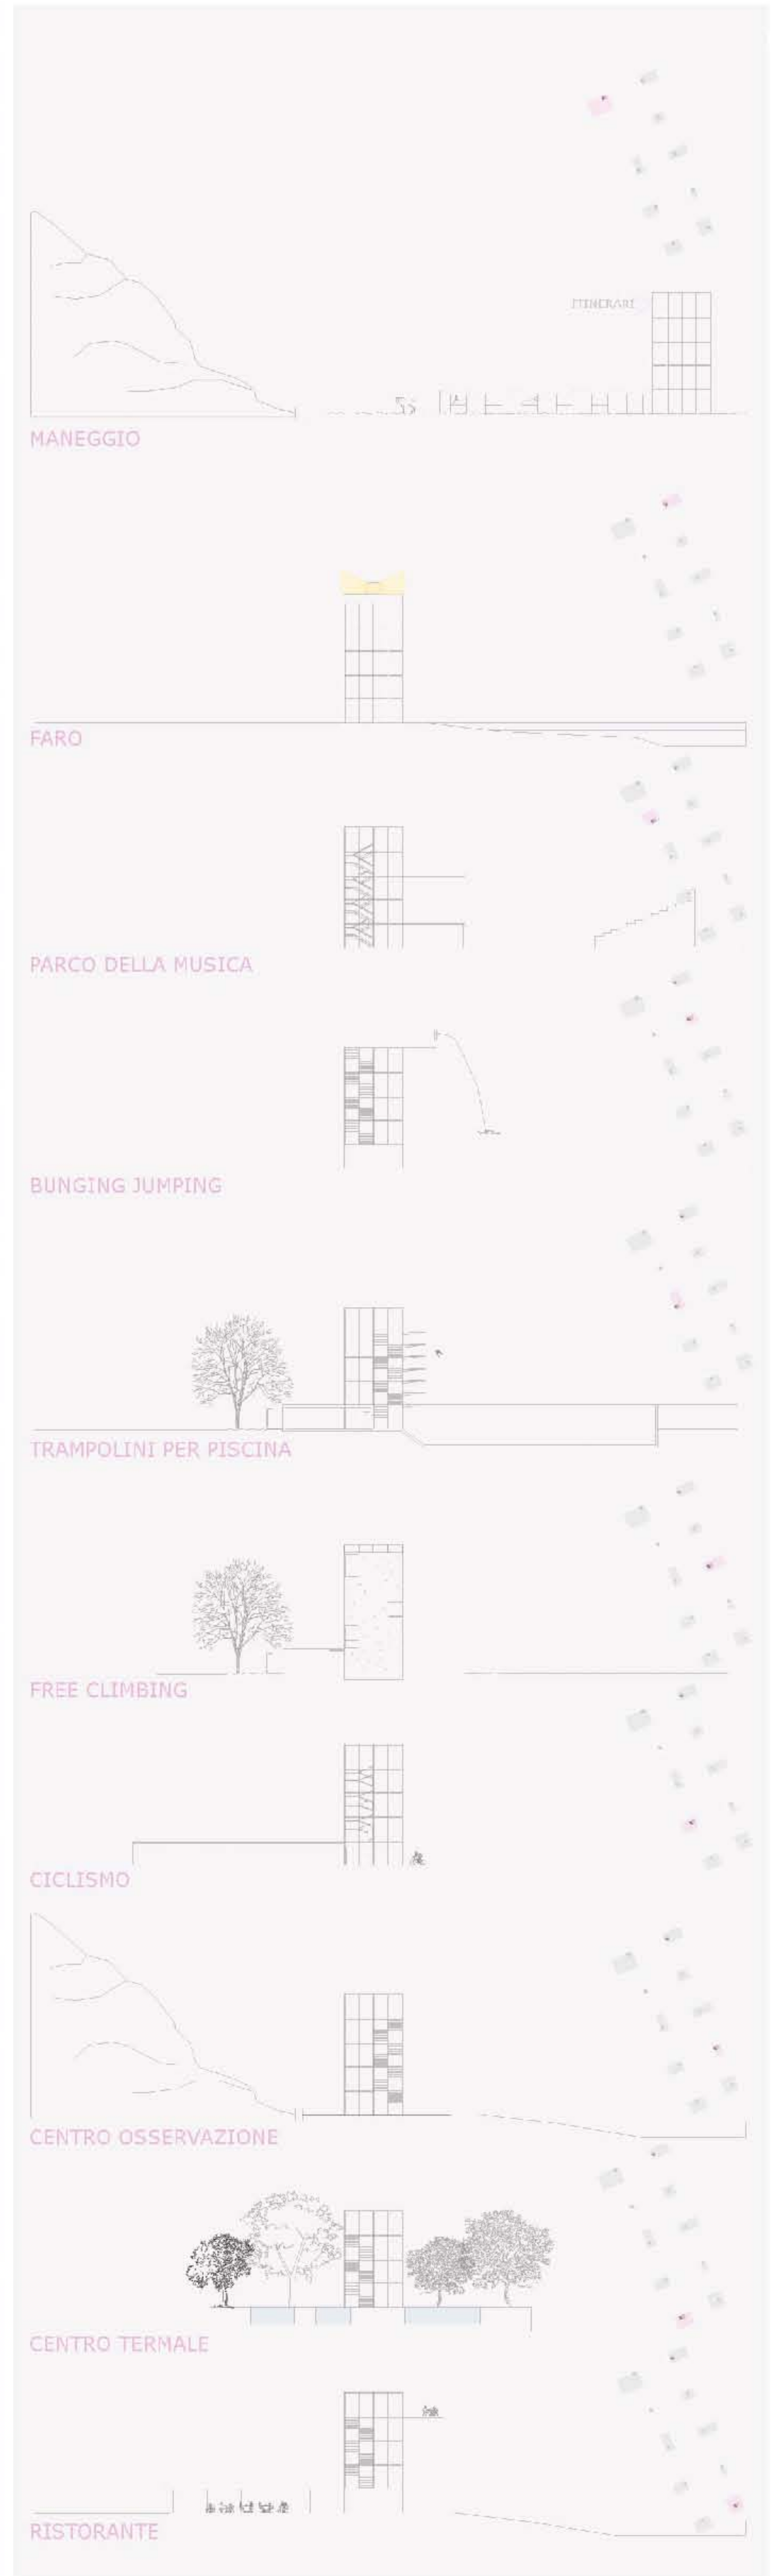 ITINERARI
MANEGGIO
FARO
PARCO DELLA MUSICA
BUNGING JUMPING
TRAMPOLINI PER PISCINA
FREE CLIMBING
CICLISMO
CENTRO OSSERVAZIONE
CENTRO TERMALE
RISTORANTE